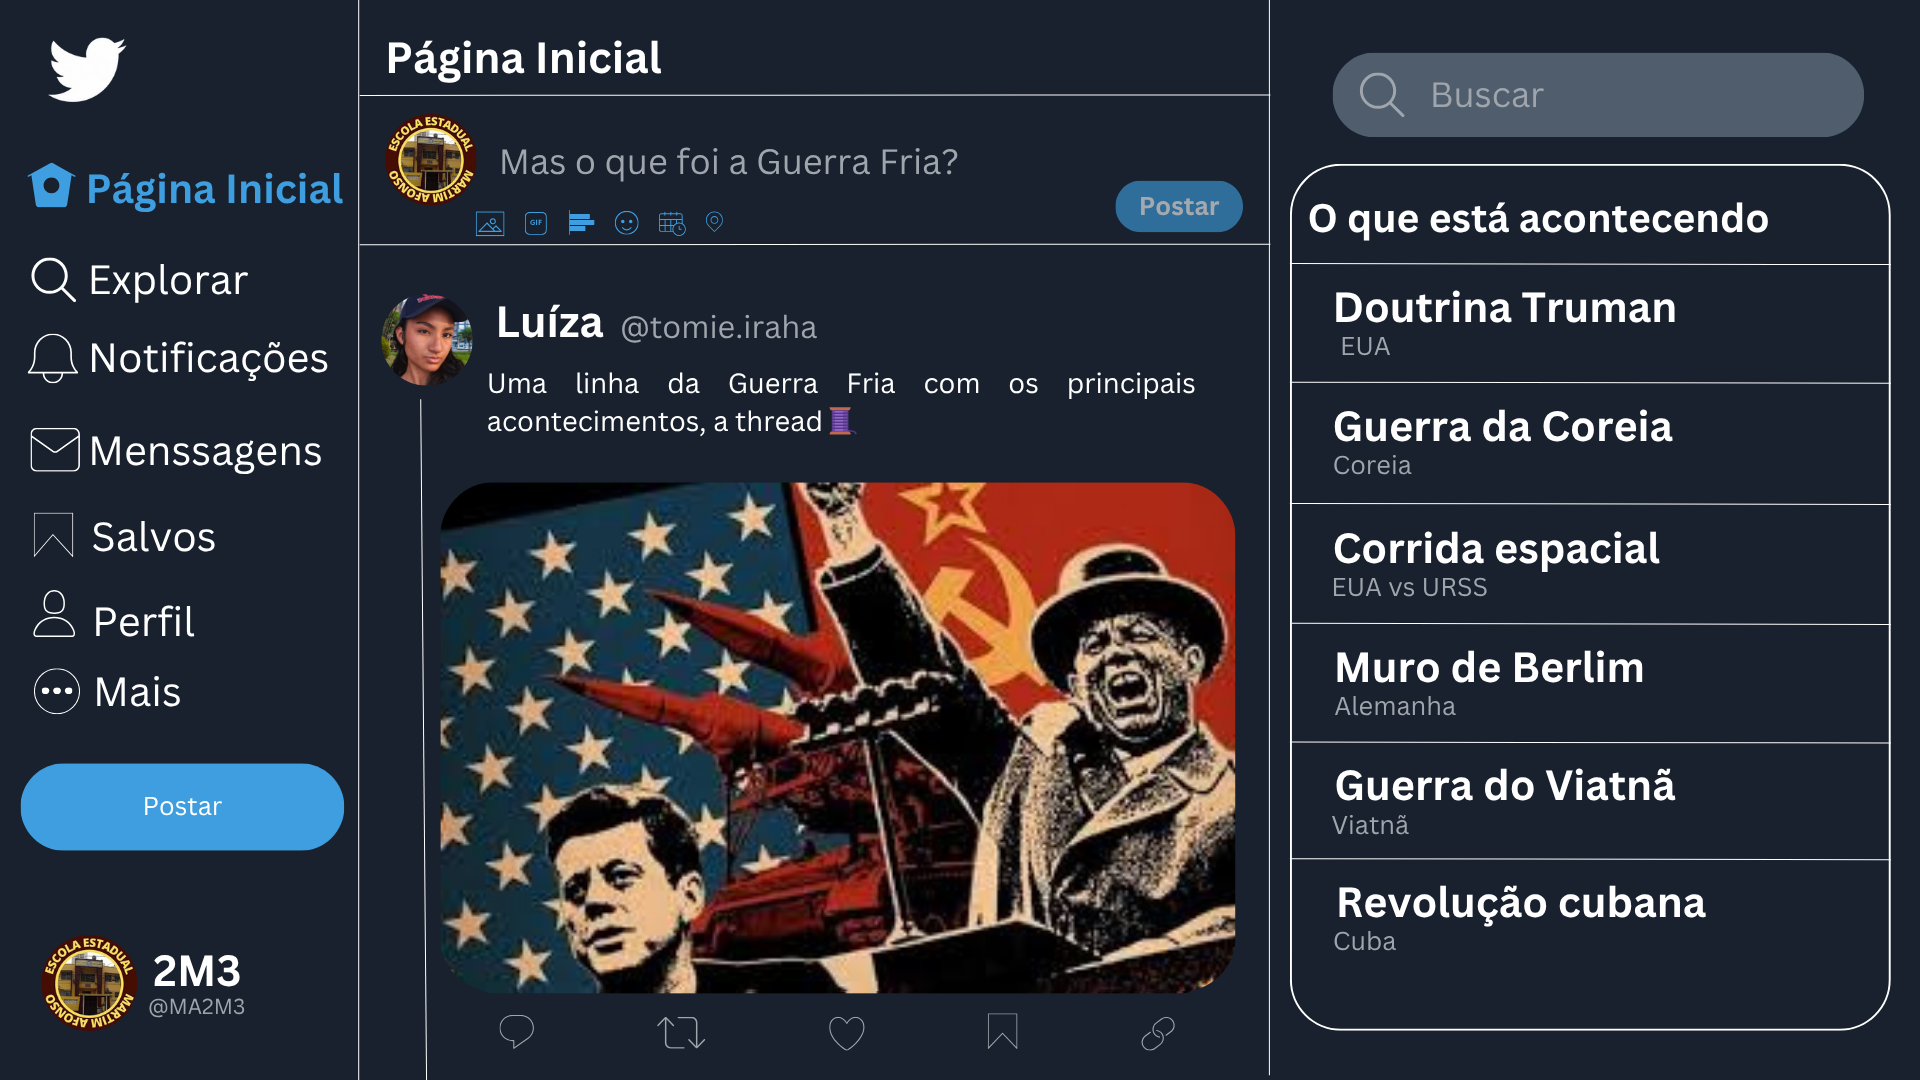 Página Inicial
Explorar
Notificações
Menssagens
Salvos
Perfil
Mais
Postar
ESCOLA ESTADUAL
MARTIM AFONSO
2M3
@MA2M3
Página Inicial
ESCOLA ESTADUAL
MARTIM AFONSO
Mas o que foi a Guerra Fria?
GIF
Postar
Luíza @tomie.iraha
Uma linha da Guerra Fria com os principais
acontecimentos, a thread
Buscar
O que está acontecendo
Doutrina Truman
EUA
Guerra da Coreia
Coreia
Corrida espacial
EUA vs URSS
Muro de Berlim
Alemanha
Guerra do Viatnã
Viatnã
Revolução cubana
Cuba